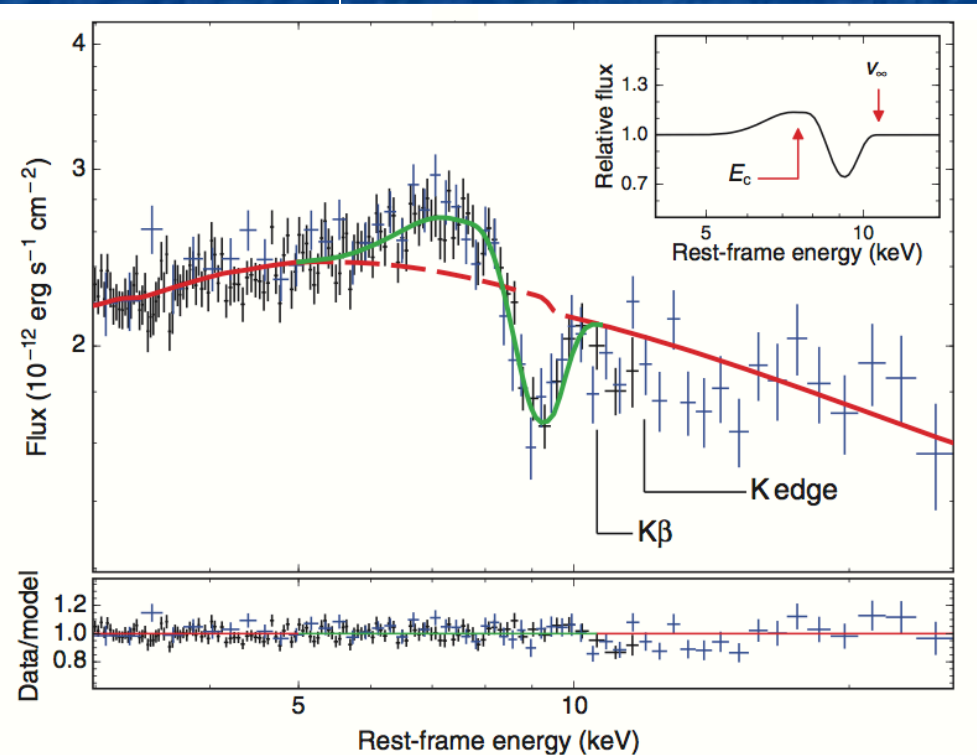 4
3
2
Flux (10⁻¹² erg s⁻¹ cm⁻²)
1.3
1.0
0.7
Relative flux
v∞
Ec
5
10
Rest-frame energy (keV)
K edge
Kβ
1.2
1.0
0.8
Data/model
5
10
Rest-frame energy (keV)